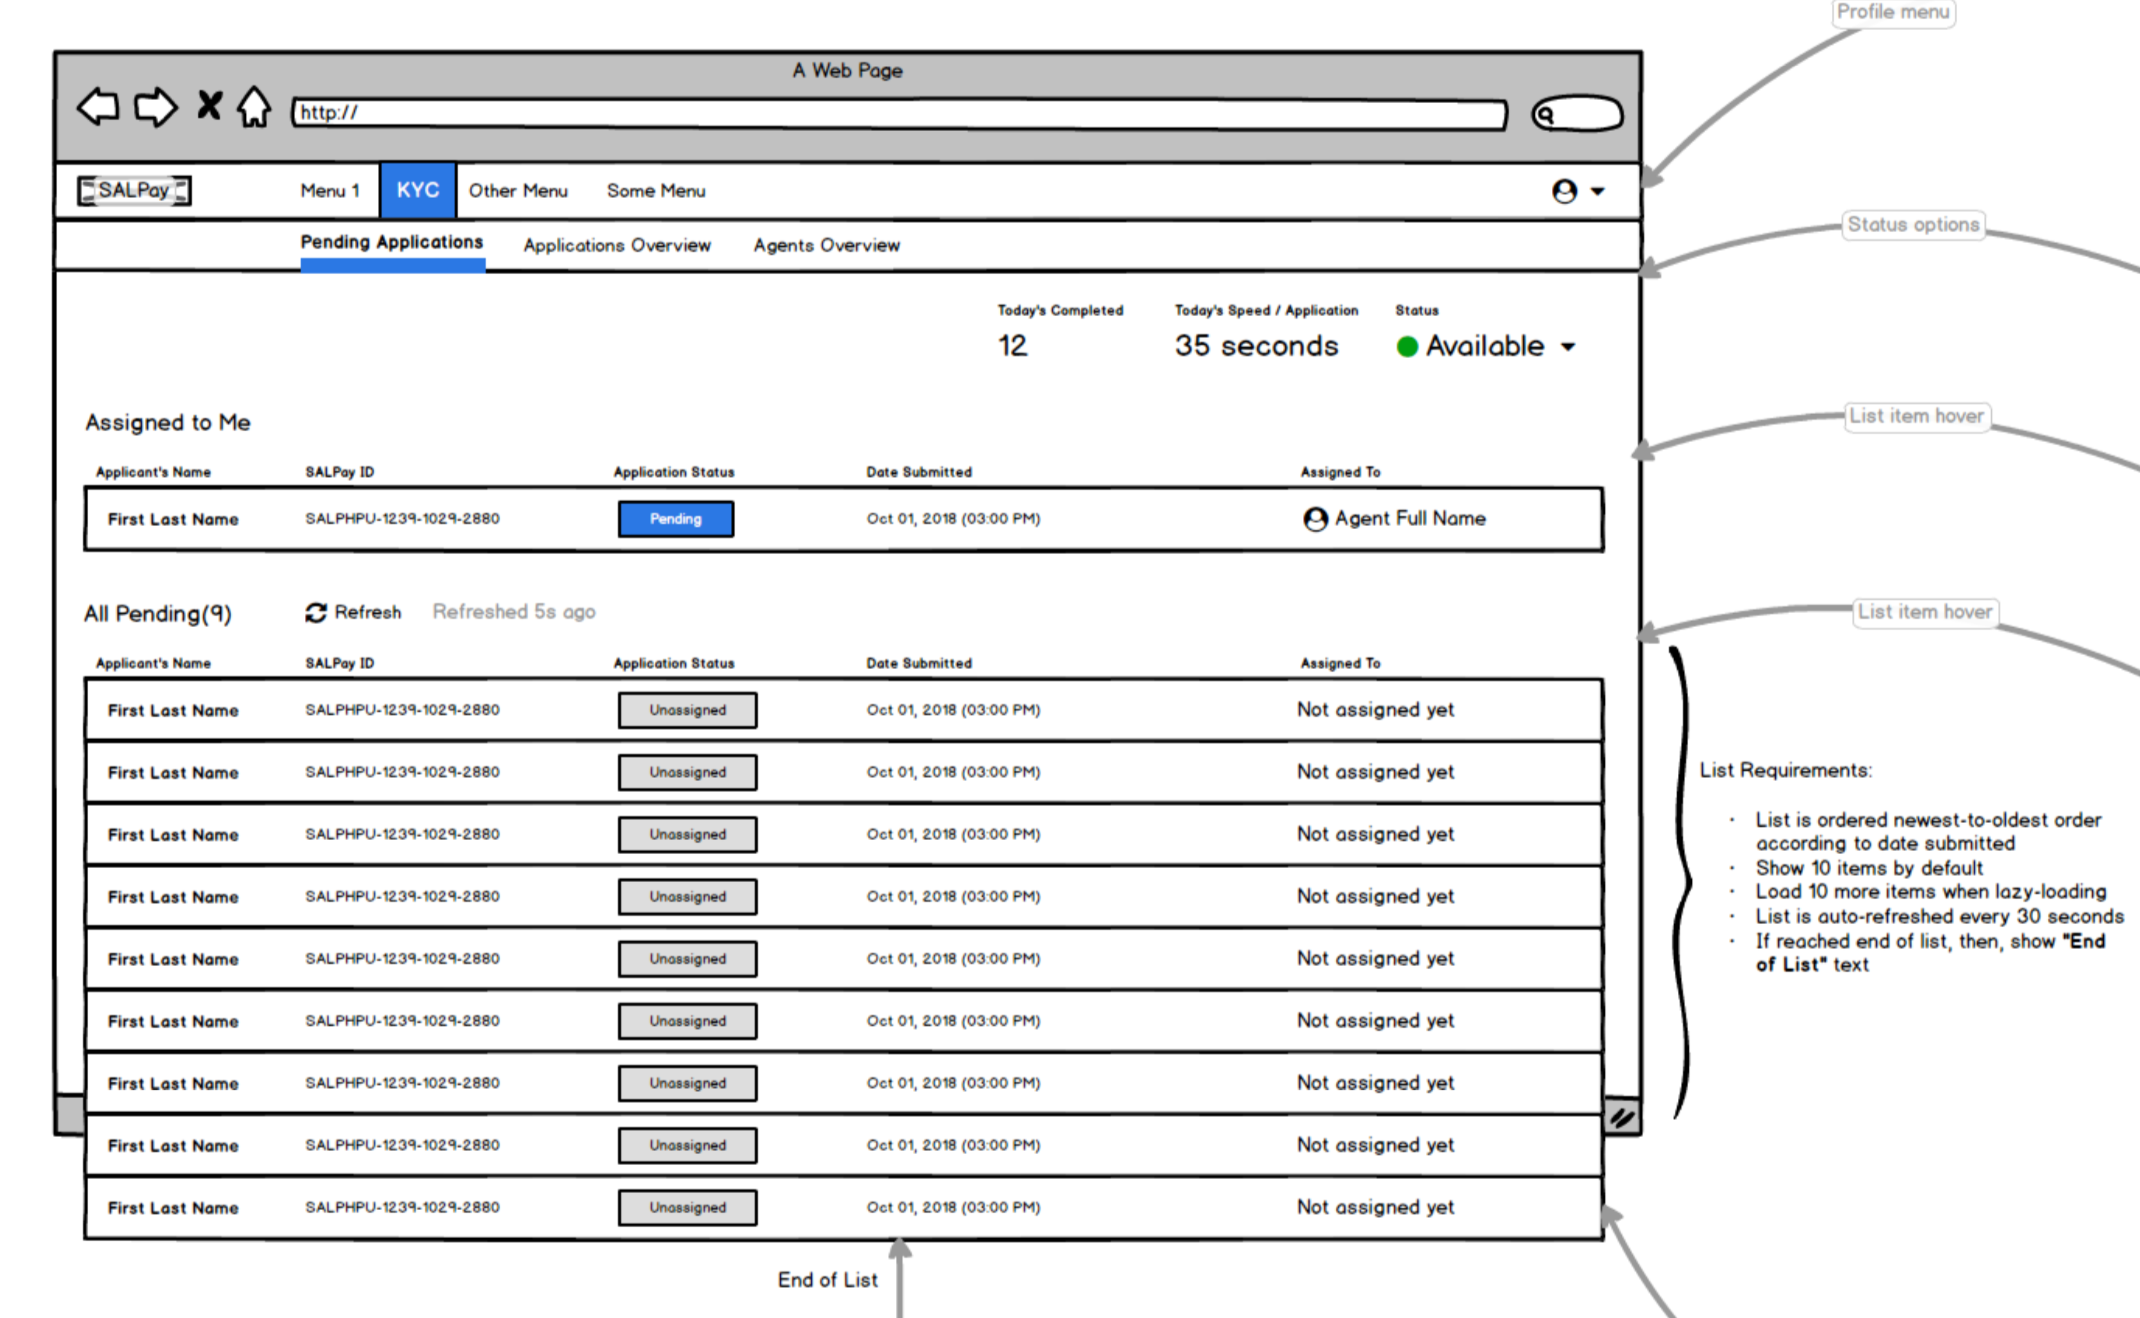 Profile menu
A Web Page
http://
SALPay
Menu 1
KYC
Other Menu
Some Menu
Pending Applications
Applications Overview
Agents Overview
Status options
Today's Completed
Today's Speed / Application
Status
12
35 seconds
Available
Assigned to Me
List item hover
Applicant's Name
SALPay ID
Application Status
Date Submitted
Assigned To
First Last Name
SALPHPU-1239-1029-2880
Pending
Oct 01, 2018 (03:00 PM)
Agent Full Name
All Pending(9)
Refresh
Refreshed 5s ago
List item hover
Applicant's Name
SALPay ID
Application Status
Date Submitted
Assigned To
First Last Name
SALPHPU-1239-1029-2880
Unassigned
Oct 01, 2018 (03:00 PM)
Not assigned yet
First Last Name
SALPHPU-1239-1029-2880
Unassigned
Oct 01, 2018 (03:00 PM)
Not assigned yet
First Last Name
SALPHPU-1239-1029-2880
Unassigned
Oct 01, 2018 (03:00 PM)
Not assigned yet
First Last Name
SALPHPU-1239-1029-2880
Unassigned
Oct 01, 2018 (03:00 PM)
Not assigned yet
First Last Name
SALPHPU-1239-1029-2880
Unassigned
Oct 01, 2018 (03:00 PM)
Not assigned yet
First Last Name
SALPHPU-1239-1029-2880
Unassigned
Oct 01, 2018 (03:00 PM)
Not assigned yet
First Last Name
SALPHPU-1239-1029-2880
Unassigned
Oct 01, 2018 (03:00 PM)
Not assigned yet
First Last Name
SALPHPU-1239-1029-2880
Unassigned
Oct 01, 2018 (03:00 PM)
Not assigned yet
First Last Name
SALPHPU-1239-1029-2880
Unassigned
Oct 01, 2018 (03:00 PM)
Not assigned yet
End of List
List Requirements:
· List is ordered newest-to-oldest order
according to date submitted
· Show 10 items by default
· Load 10 more items when lazy-loading
· List is auto-refreshed every 30 seconds
· If reached end of list, then, show "End
of List" text